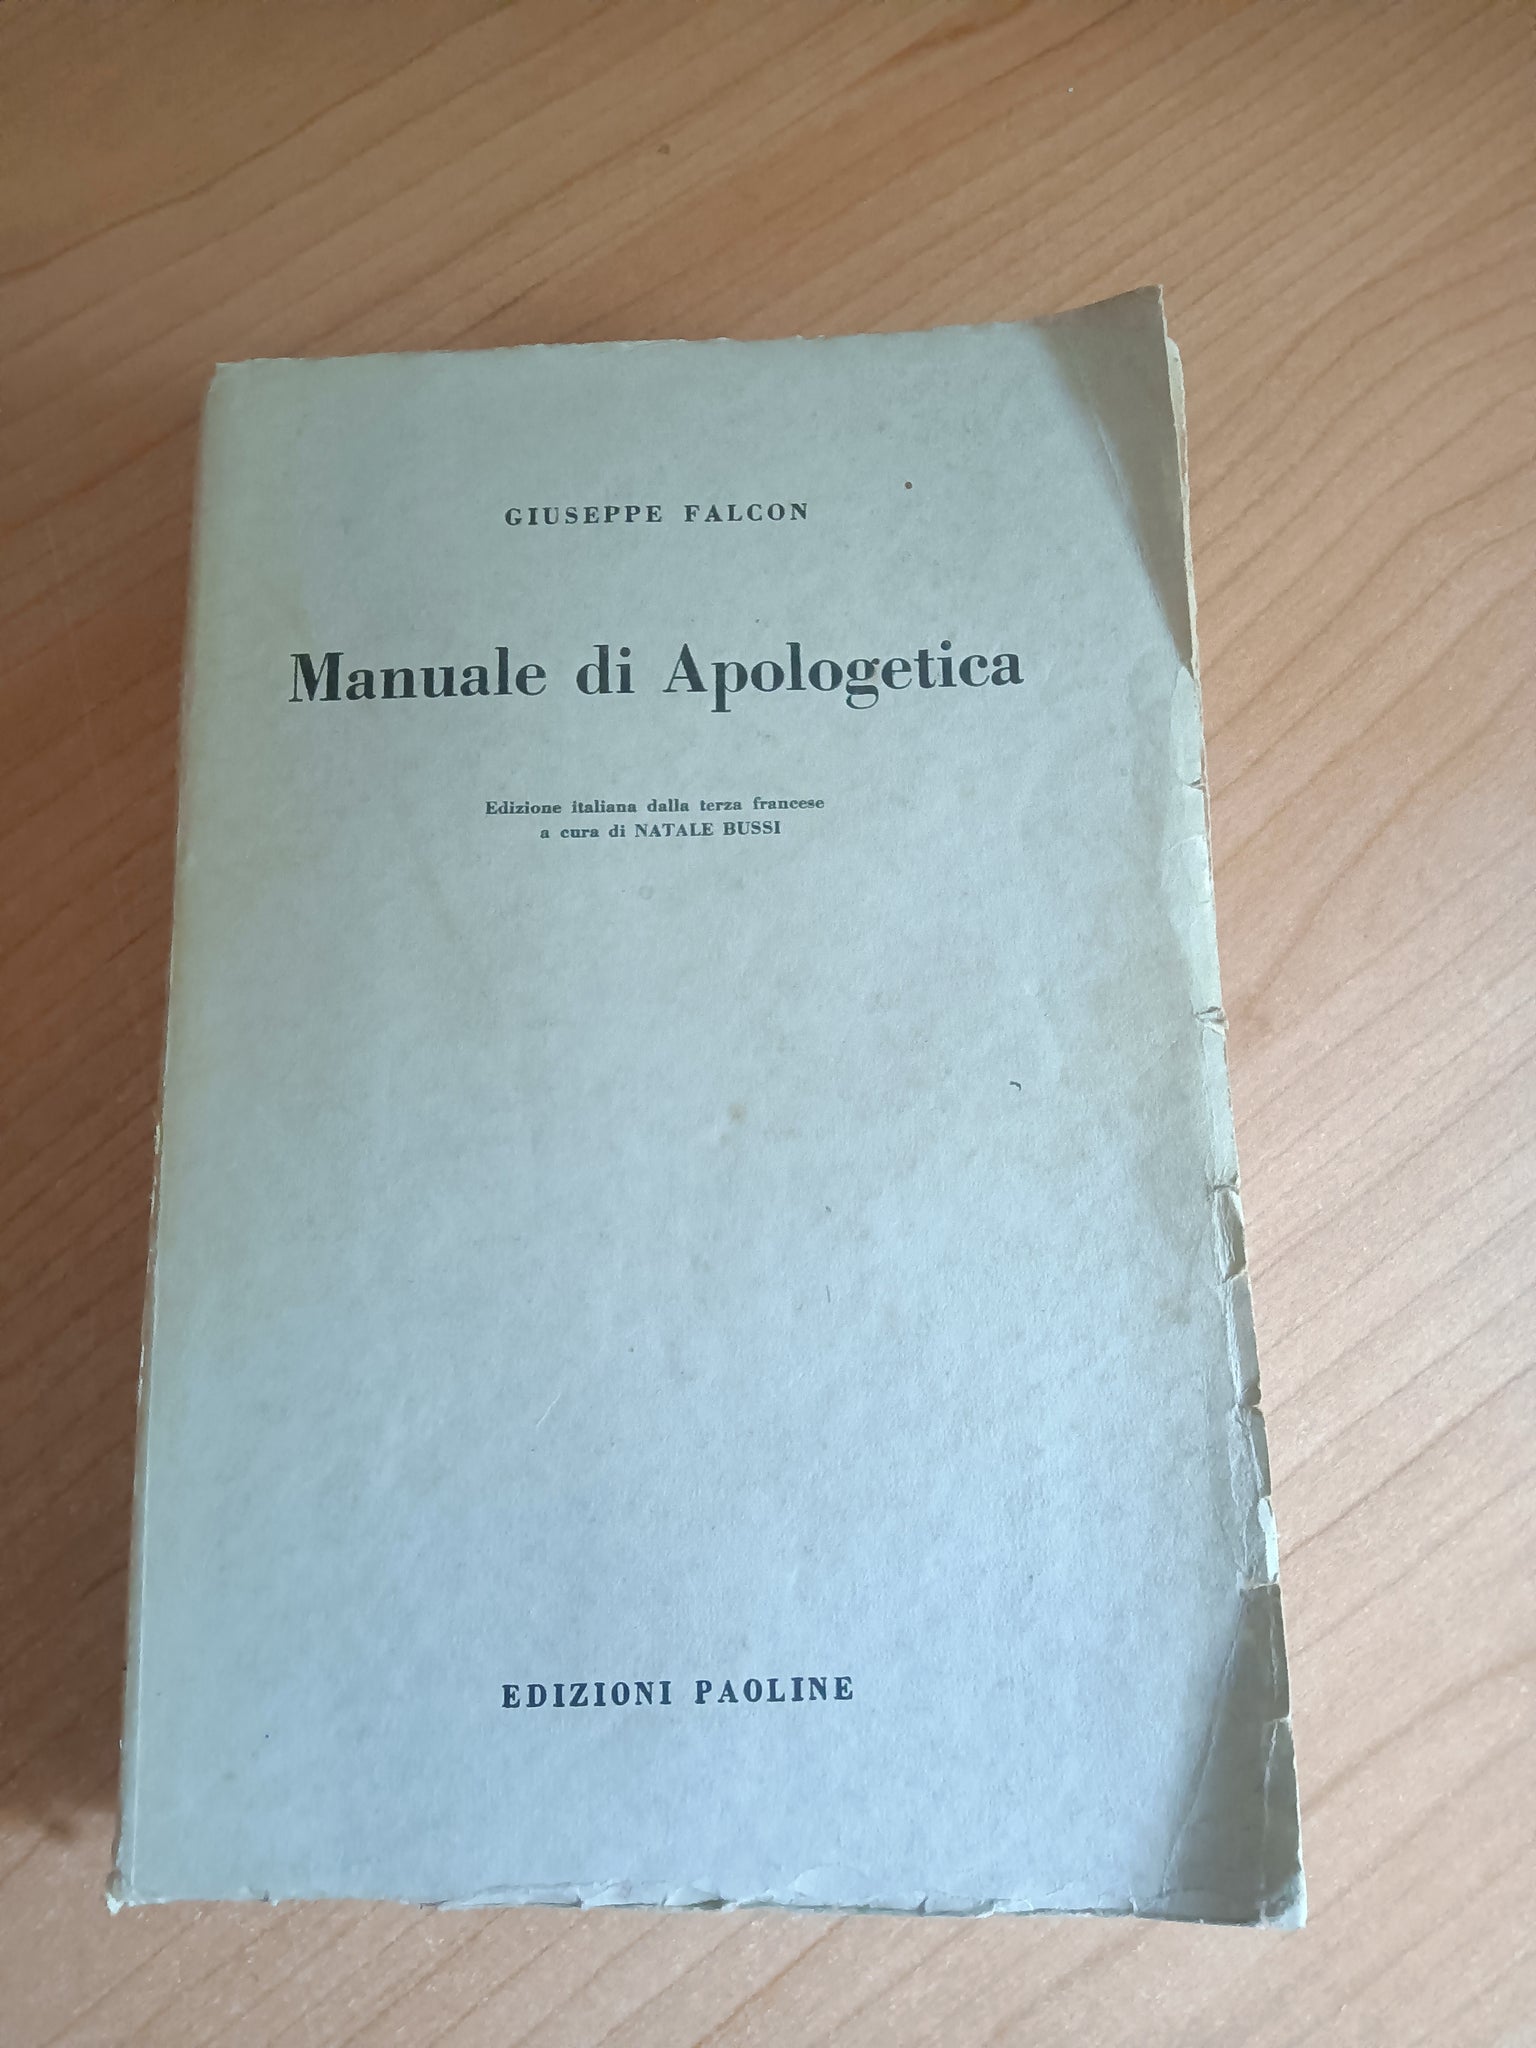 GIUSEPPE FALCON
Manuale di Apologetica
Edizione italiana dalla terza francese
a cura di NATALE BUSSI
EDIZIONI PAOLINE